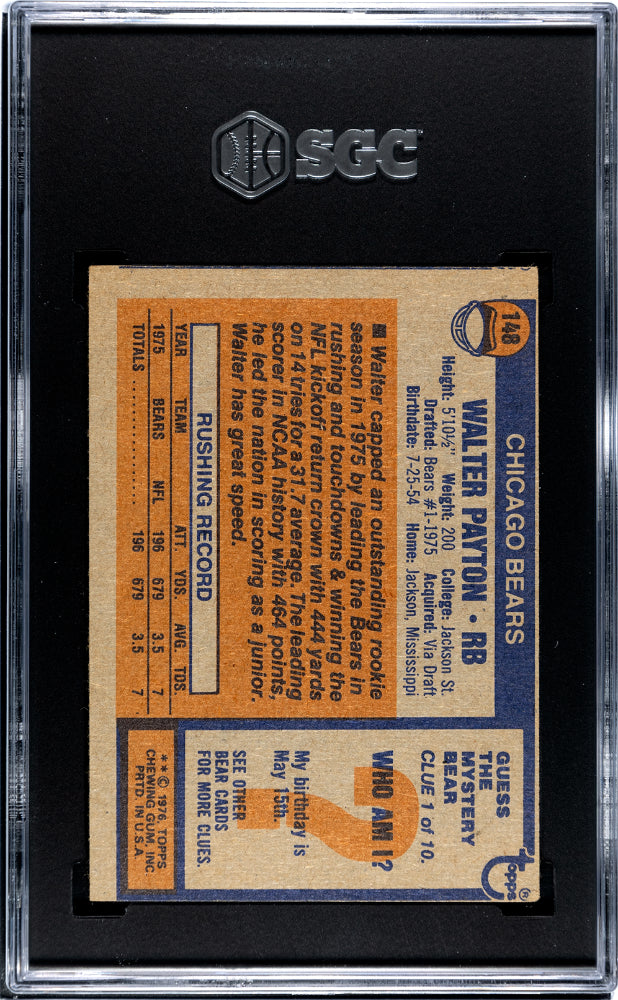 SGC
148
CHICAGO BEARS
WALTER PAYTON • RB
Height: 5'10½" Weight: 200 College: Jackson St.
Drafted: Bears #1-1975 Acquired: Via Draft
Birthdate: 7-25-54 Home: Jackson, Mississippi
Walter capped an outstanding rookie
season in 1975 by leading the Bears in
rushing and touchdowns & winning the
NFL kickoff return crown with 444 yards
on 14 tries for a 31.7 average. The leading
scorer in NCAA history with 464 points,
he led the nation in scoring as a junior.
Walter has great speed.
RUSHING RECORD
YEAR TEAM ATT. YDS. AVG. TDS.
1975 BEARS NFL 196 679 3.5 7
TOTALS .............. 196 679 3.5 7
topps ®
GUESS
THE
MYSTERY
BEAR
CLUE 1 of 10.
?
WHO AM I?
My birthday is
May 15th.
SEE OTHER
BEAR CARDS
FOR MORE CLUES.
** © 1976, TOPPS
CHEWING GUM, INC.
PRTD. IN U.S.A.